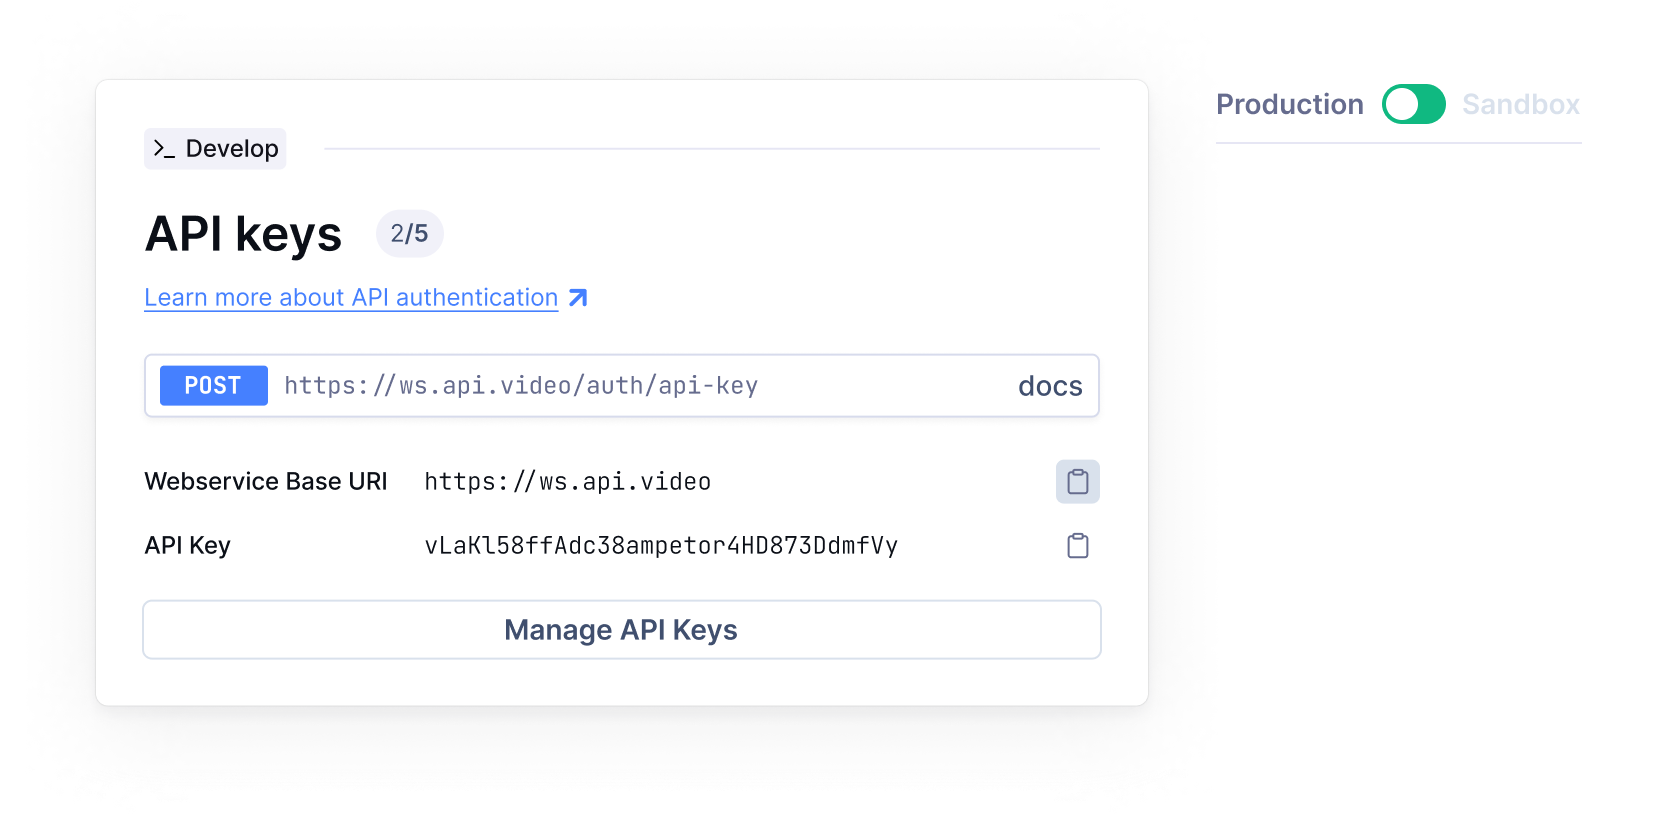 >_ Develop
API keys 2/5
Learn more about API authentication
POST https://ws.api.video/auth/api-key docs
Webservice Base URI https://ws.api.video
API Key vLaKl58ffAdc38ampetor4HD873DdmfVy
Manage API Keys
Production Sandbox